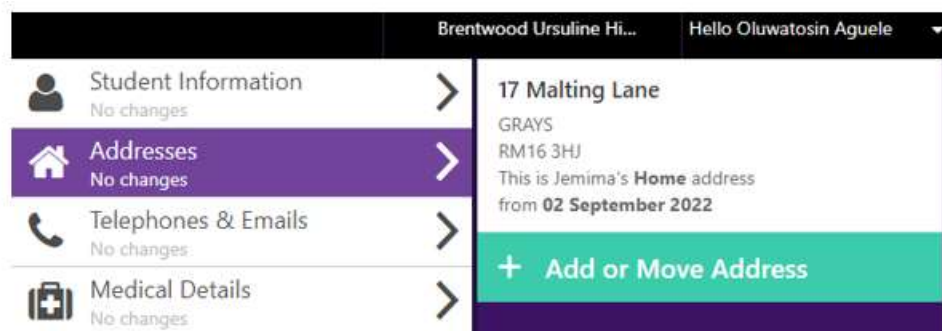 Brentwood Ursuline Hi... Hello Oluwatosin Aguele
Student Information
No changes
Addresses
No changes
Telephones & Emails
No changes
Medical Details
No changes
17 Malting Lane
GRAYS
RM16 3HJ
This is Jemima's Home address
from 02 September 2022
+ Add or Move Address